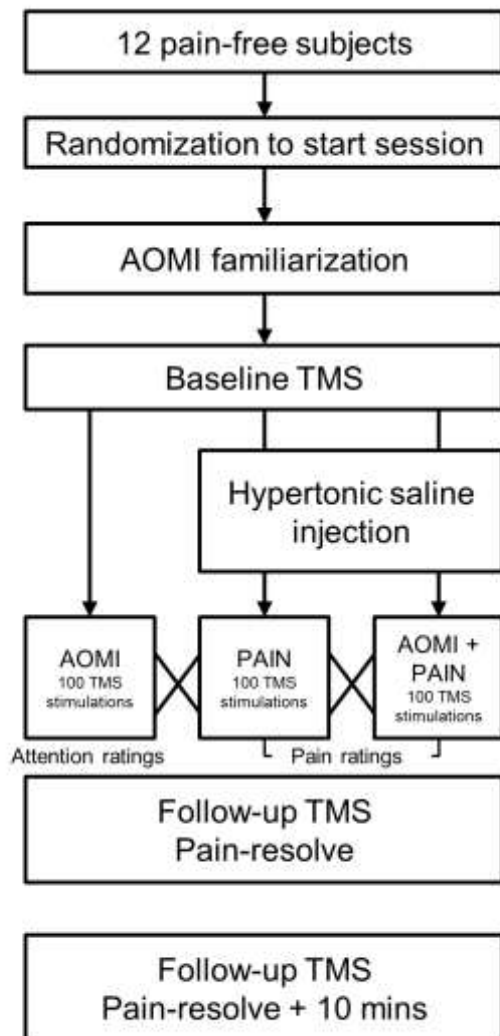 12 pain-free subjects
Randomization to start session
AOMI familiarization
Baseline TMS
Hypertonic saline
injection
AOMI
100 TMS
stimulations
PAIN
100 TMS
stimulations
AOMI +
PAIN
100 TMS
stimulations
Attention ratings
Pain ratings
Follow-up TMS
Pain-resolve
Follow-up TMS
Pain-resolve + 10 mins